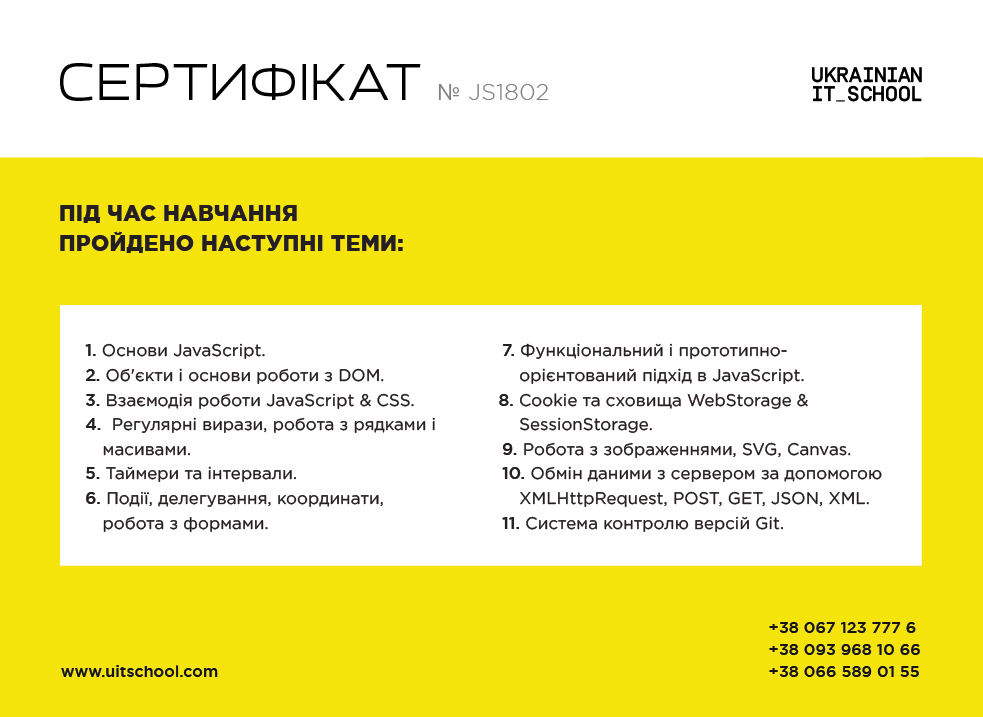 СЕРТИФІКАТ № JS1802
UKRAINIAN
IT_SCHOOL
ПІД ЧАС НАВЧАННЯ
ПРОЙДЕНО НАСТУПНІ ТЕМИ:
1. Основи JavaScript.
2. Об'єкти і основи роботи з DOM.
3. Взаємодія роботи JavaScript & CSS.
4. Регулярні вирази, робота з рядками і
масивами.
5. Таймери та інтервали.
6. Події, делегування, координати,
робота з формами.
7. Функціональний і прототипно-
орієнтований підхід в JavaScript.
8. Cookie та сховища WebStorage &
SessionStorage.
9. Робота з зображеннями, SVG, Canvas.
10. Обмін даними з сервером за допомогою
XMLHttpRequest, POST, GET, JSON, XML.
11. Система контролю версій Git.
www.uitschool.com
+38 067 123 777 6
+38 093 968 10 66
+38 066 589 01 55